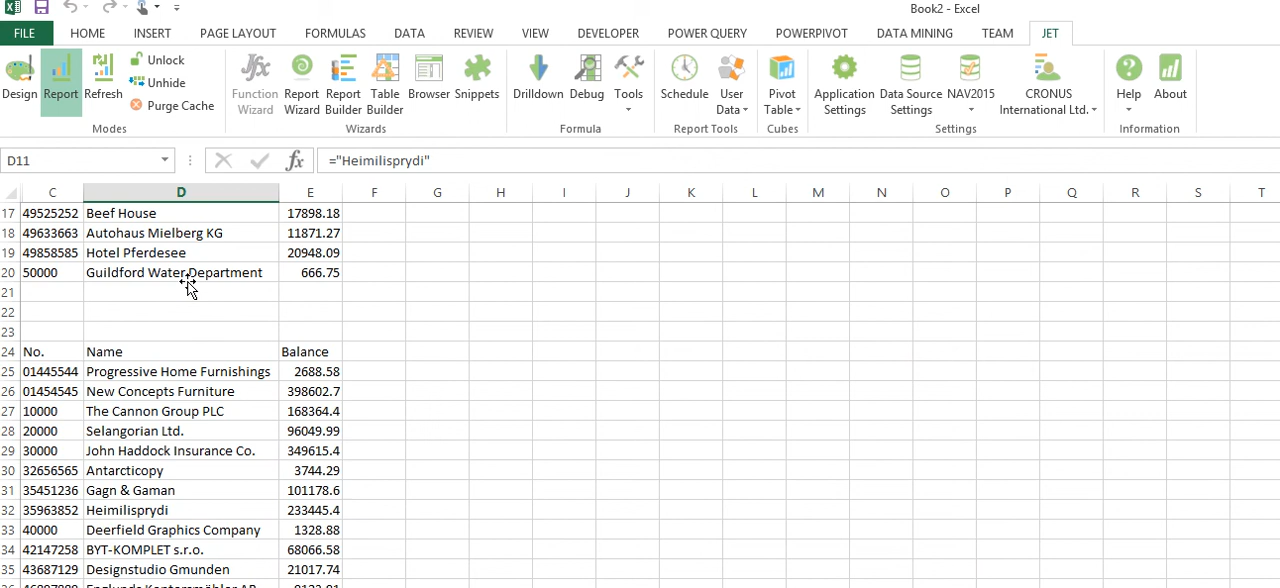 Book2 - Excel
FILE HOME INSERT PAGE LAYOUT FORMULAS DATA REVIEW VIEW DEVELOPER POWER QUERY POWERPIVOT DATA MINING TEAM JET
Design Report Refresh Unlock Unhide Purge Cache
Function Wizard Report Wizard Report Builder Table Builder Browser Snippets
Drilldown Debug Tools Schedule User Data Pivot Table
Application Settings Data Source Settings NAV2015 CRONUS International Ltd. Help About
Modes Wizards Formula Report Tools Cubes Settings Information
D11 fx ="Heimilisprydi"
C D E F G H I J K L M N O P Q R S T
17 49525252 Beef House 17898.18
18 49633663 Autohaus Mielberg KG 11871.27
19 49858585 Hotel Pferdesee 20948.09
20 50000 Guildford Water Department 666.75
21
22
23
24 No. Name Balance
25 01445544 Progressive Home Furnishings 2688.58
26 01454545 New Concepts Furniture 398602.7
27 10000 The Cannon Group PLC 168364.4
28 20000 Selangorian Ltd. 96049.99
29 30000 John Haddock Insurance Co. 349615.4
30 32656565 Antarcticopy 3744.29
31 35451236 Gagn & Gaman 101178.6
32 35963852 Heimilisprydi 233445.4
33 40000 Deerfield Graphics Company 1328.88
34 42147258 BYT-KOMPLET s.r.o. 68066.58
35 43687129 Designstudio Gmunden 21017.74